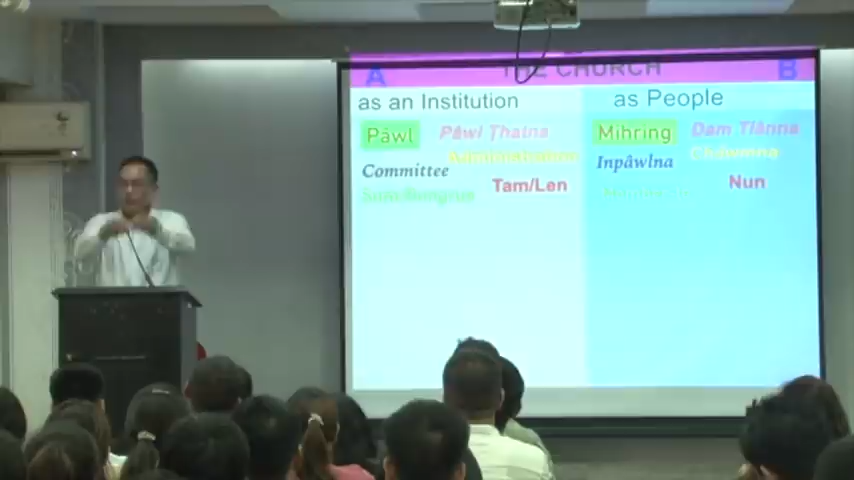 THE CHURCH
A
B
as an Institution
as People
Pâwl
Pâwl Ṭhatna
Mihring
Dam Tlânna
Administration
Châwmna
Committee
Inpâwlna
Tam/Len
Nun